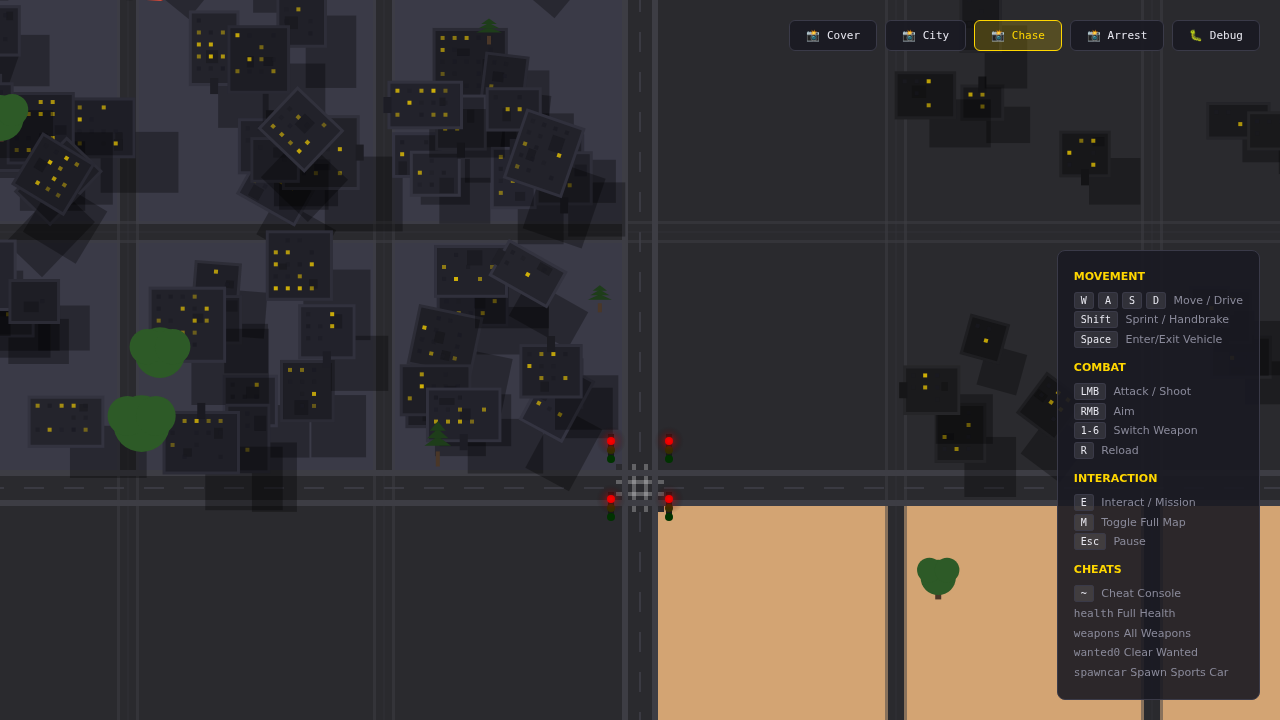 📸 Cover 📸 City 📸 Chase 📸 Arrest 🐛 Debug
MOVEMENT
W A S D Move / Drive
Shift Sprint / Handbrake
Space Enter/Exit Vehicle
COMBAT
LMB Attack / Shoot
RMB Aim
1-6 Switch Weapon
R Reload
INTERACTION
E Interact / Mission
M Toggle Full Map
Esc Pause
CHEATS
~ Cheat Console
health Full Health
weapons All Weapons
wanted0 Clear Wanted
spawncar Spawn Sports Car